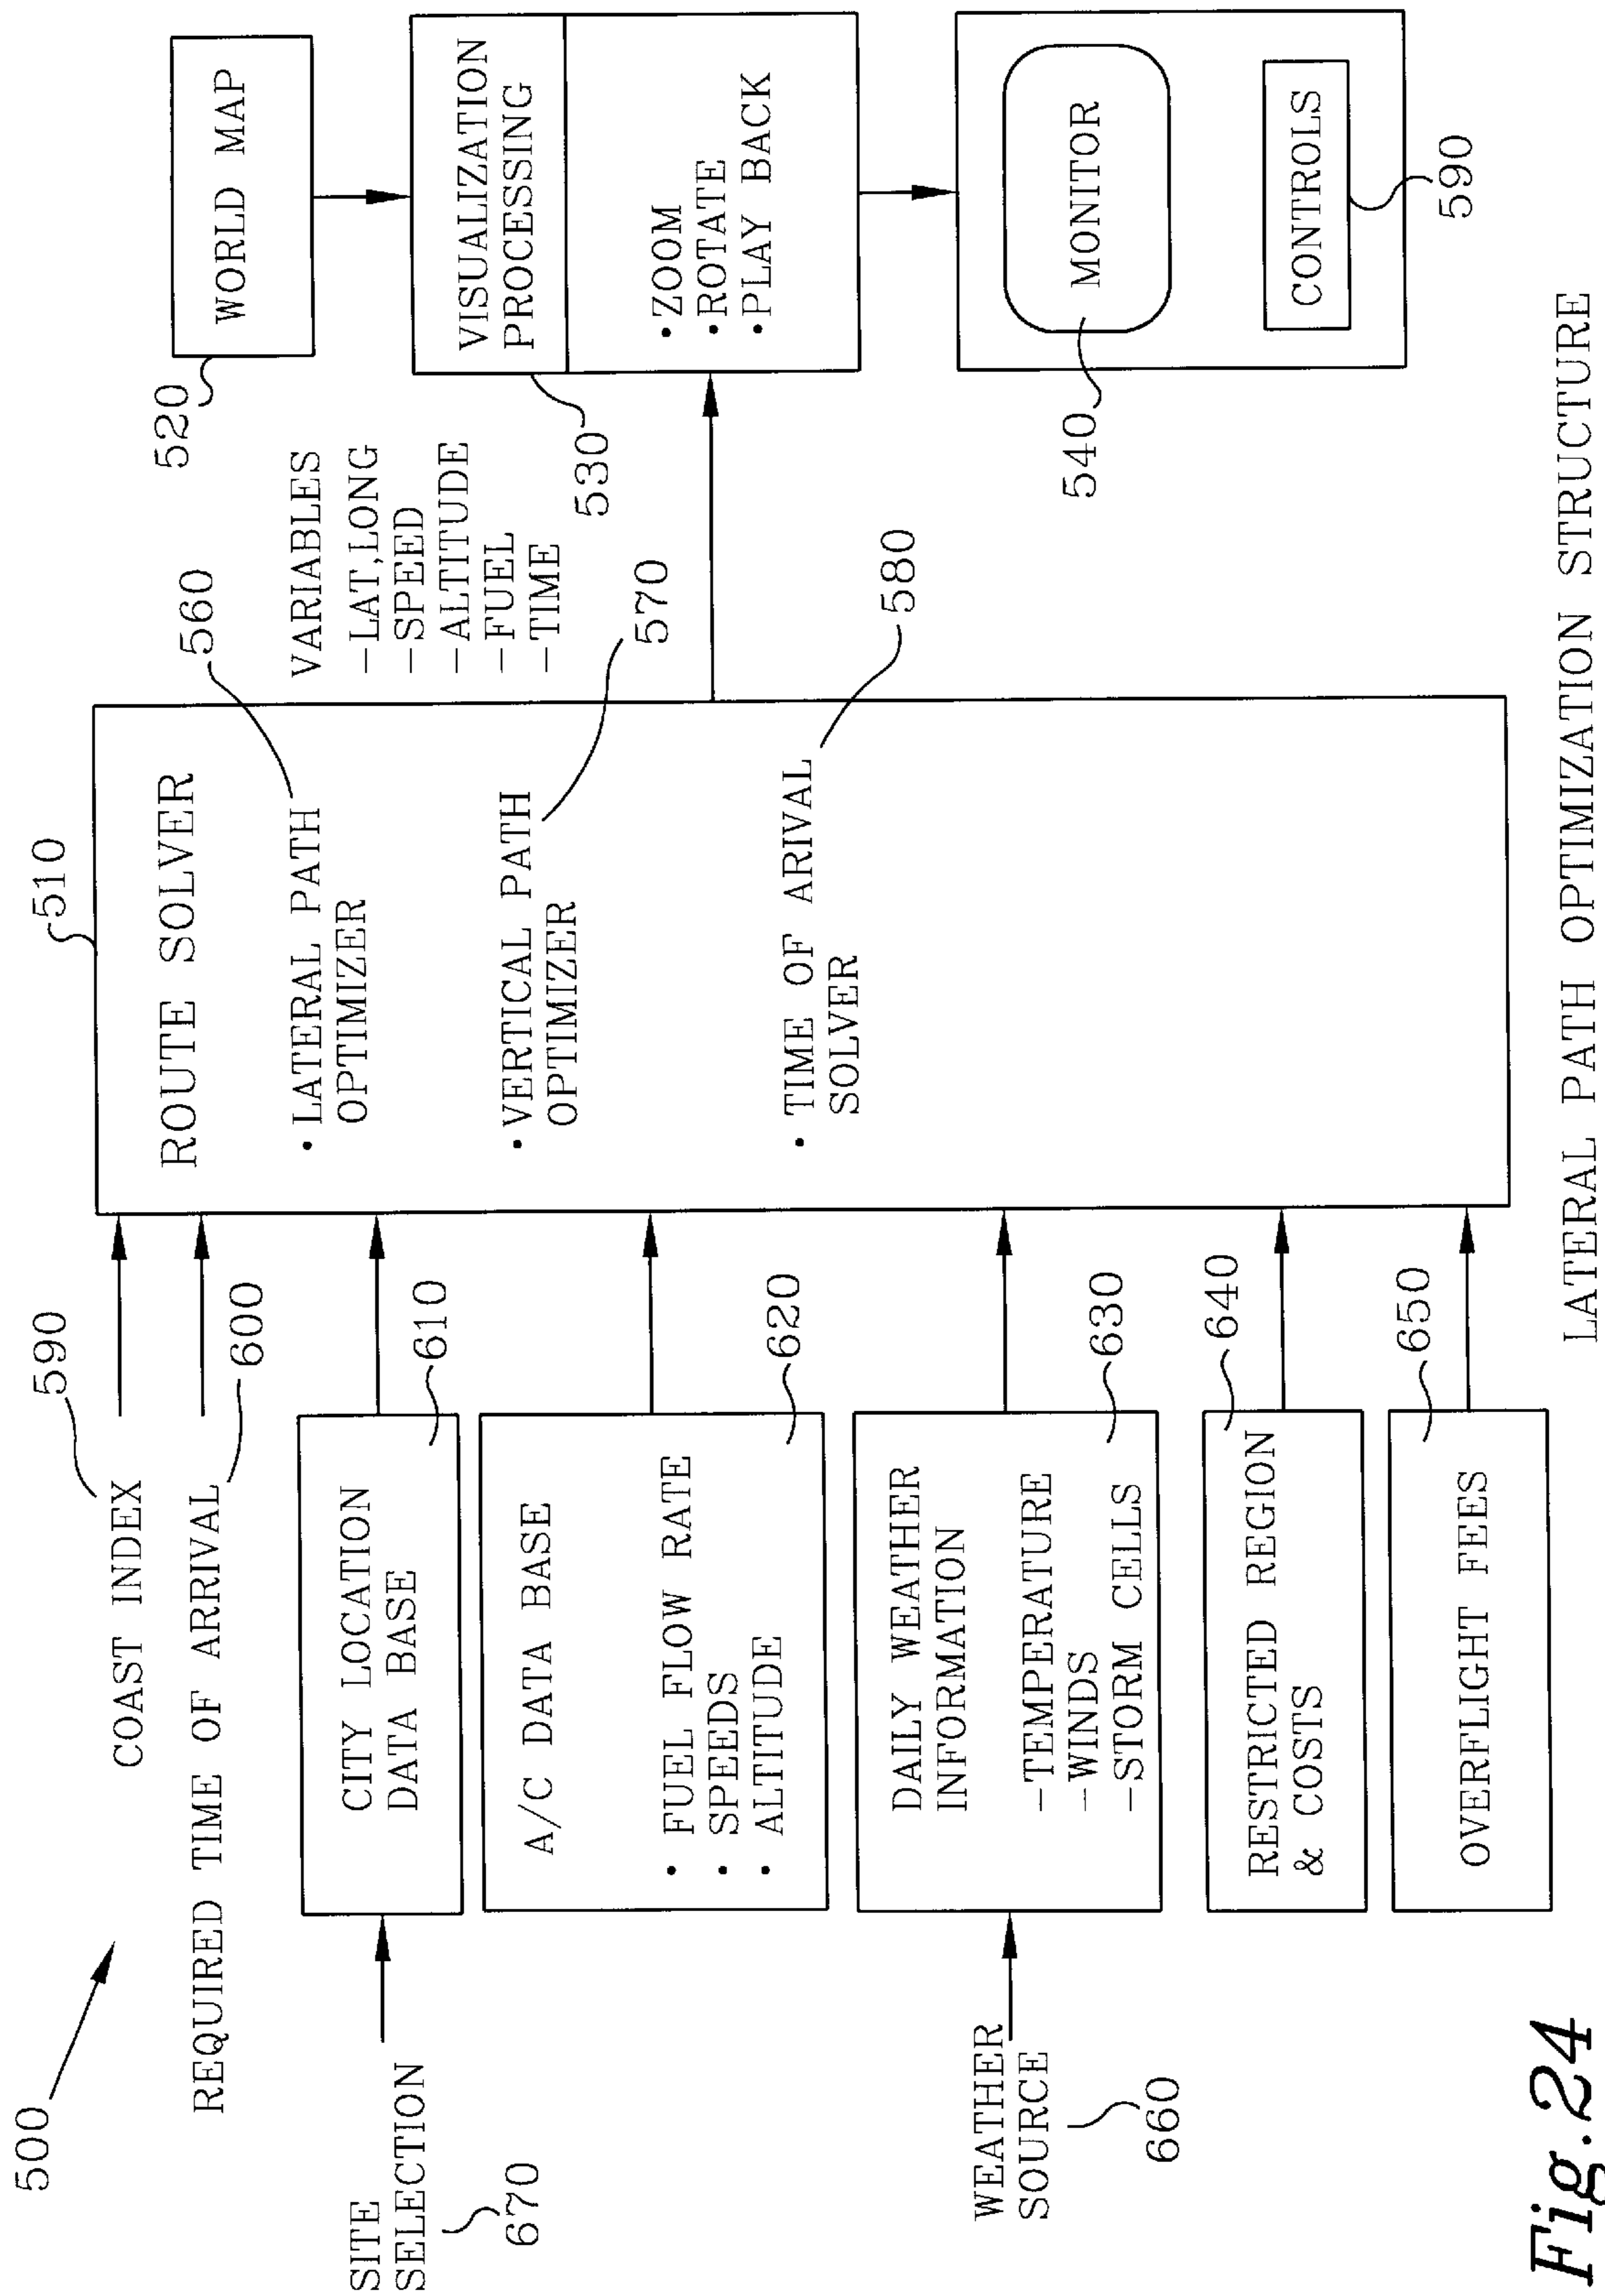 500
590
COAST INDEX
REQUIRED TIME OF ARRIVAL
600
SITE
SELECTION
670
CITY LOCATION
DATA BASE
610
A/C DATA BASE
• FUEL FLOW RATE
• SPEEDS
• ALTITUDE
620
WEATHER
SOURCE
660
DAILY WEATHER
INFORMATION
-TEMPERATURE
-WINDS
-STORM CELLS
630
RESTRICTED REGION
& COSTS
640
OVERFLIGHT FEES
650
510
ROUTE SOLVER
• LATERAL PATH
OPTIMIZER
560
• VERTICAL PATH
OPTIMIZER
570
• TIME OF ARIVAL
SOLVER
580
VARIABLES
-LAT,LONG
-SPEED
-ALTITUDE
-FUEL
-TIME
520
WORLD MAP
VISUALIZATION
PROCESSING
530
•ZOOM
•ROTATE
•PLAY BACK
MONITOR
540
CONTROLS
590
LATERAL PATH OPTIMIZATION STRUCTURE
Fig.24